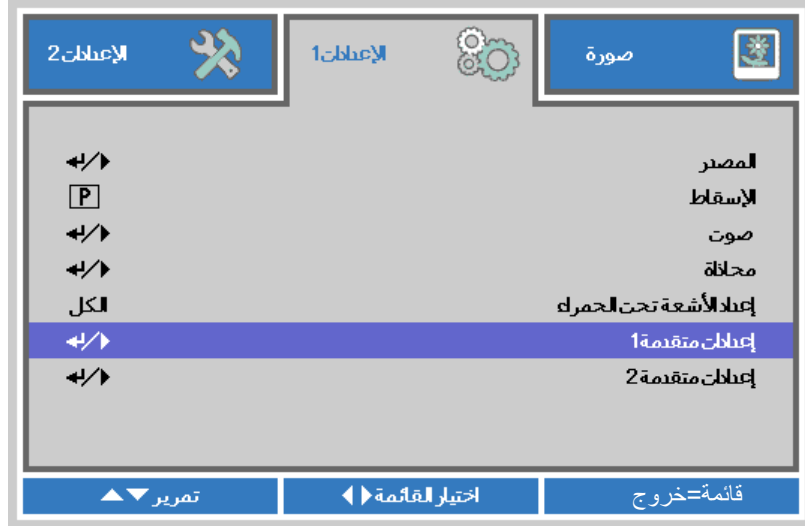 صورة
الإعدادات1
الإعدادات2
المصدر
الإسقاط P
صوت
محاذاة
إعداد الأشعة تحت الحمراء الكل
إعدادات متقدمة1
إعدادات متقدمة2
قائمة=خروج اختيار القائمة تمرير